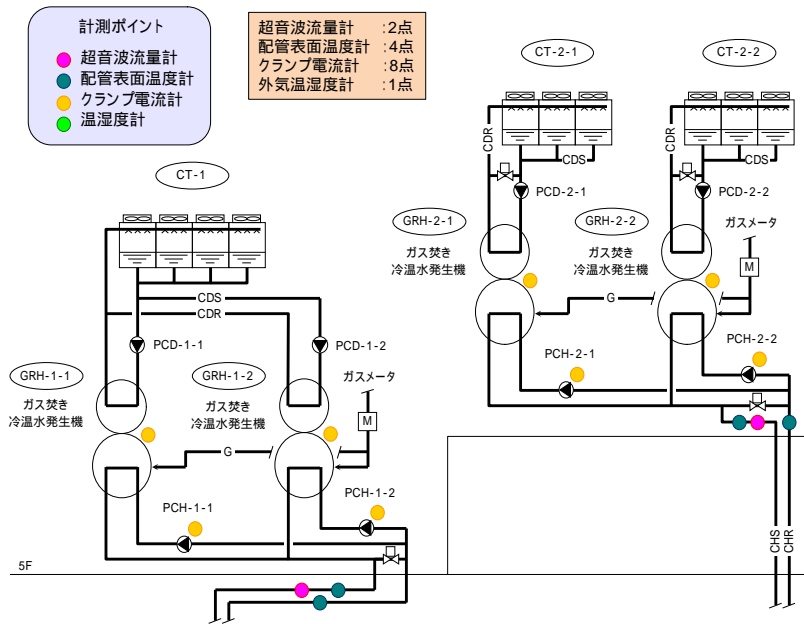 計測ポイント
超音波流量計
配管表面温度計
クランプ電流計
温湿度計
超音波流量計 :2点
配管表面温度計 :4点
クランプ電流計 :8点
外気温湿度計 :1点
CT-2-1
CT-2-2
CDR
CDS
CDR
CDS
PCD-2-1
PCD-2-2
GRH-2-1
GRH-2-2
ガス焚き
冷温水発生機
ガス焚き
冷温水発生機
ガスメータ
M
G
PCH-2-1
PCH-2-2
CHS
CHR
CT-1
CDS
CDR
PCD-1-1
PCD-1-2
GRH-1-1
GRH-1-2
ガス焚き
冷温水発生機
ガス焚き
冷温水発生機
ガスメータ
M
G
PCH-1-1
PCH-1-2
5F